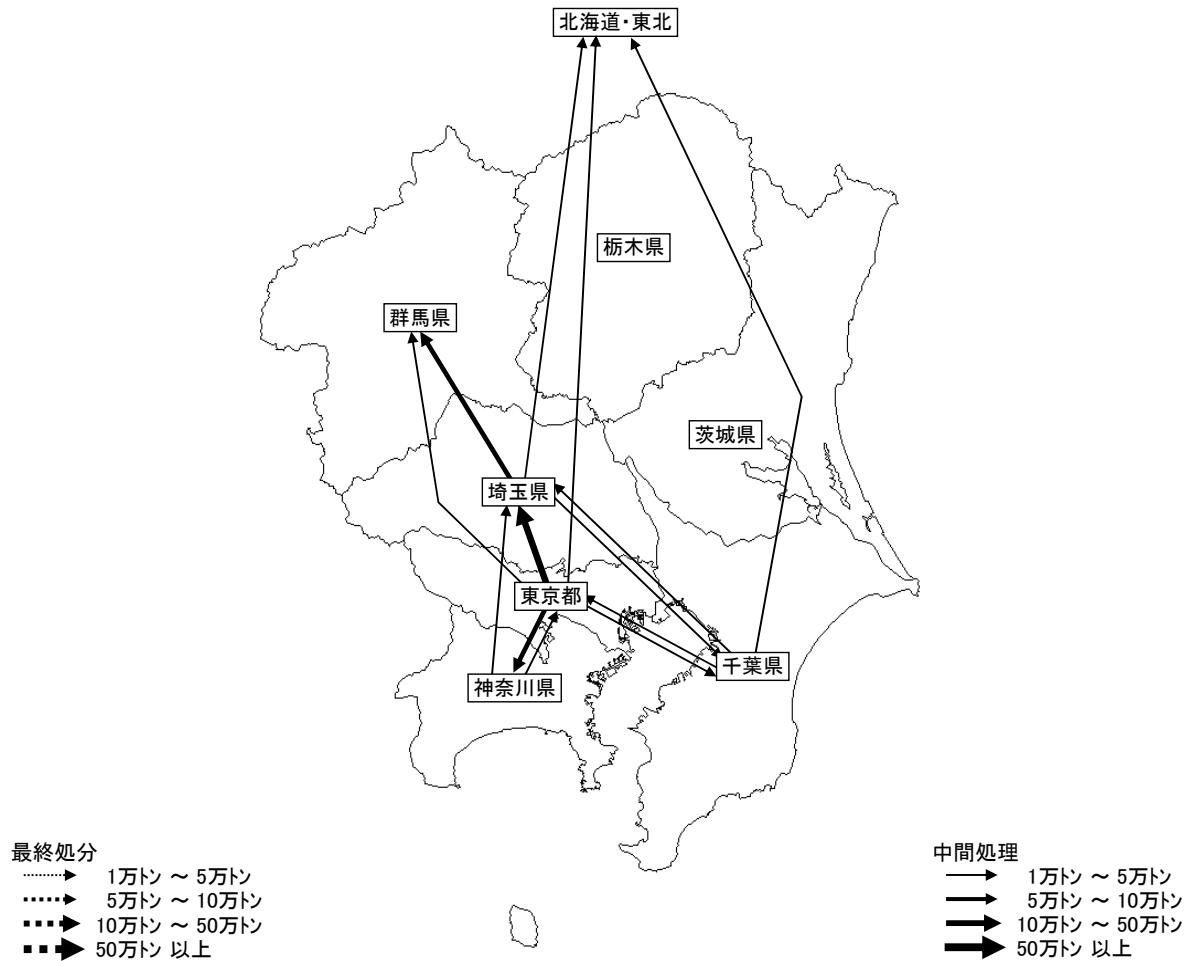 北海道・東北
栃木県
群馬県
茨城県
埼玉県
東京都
千葉県
神奈川県
最終処分
1万トン ～ 5万トン
5万トン ～ 10万トン
10万トン ～ 50万トン
50万トン 以上
中間処理
1万トン ～ 5万トン
5万トン ～ 10万トン
10万トン ～ 50万トン
50万トン 以上